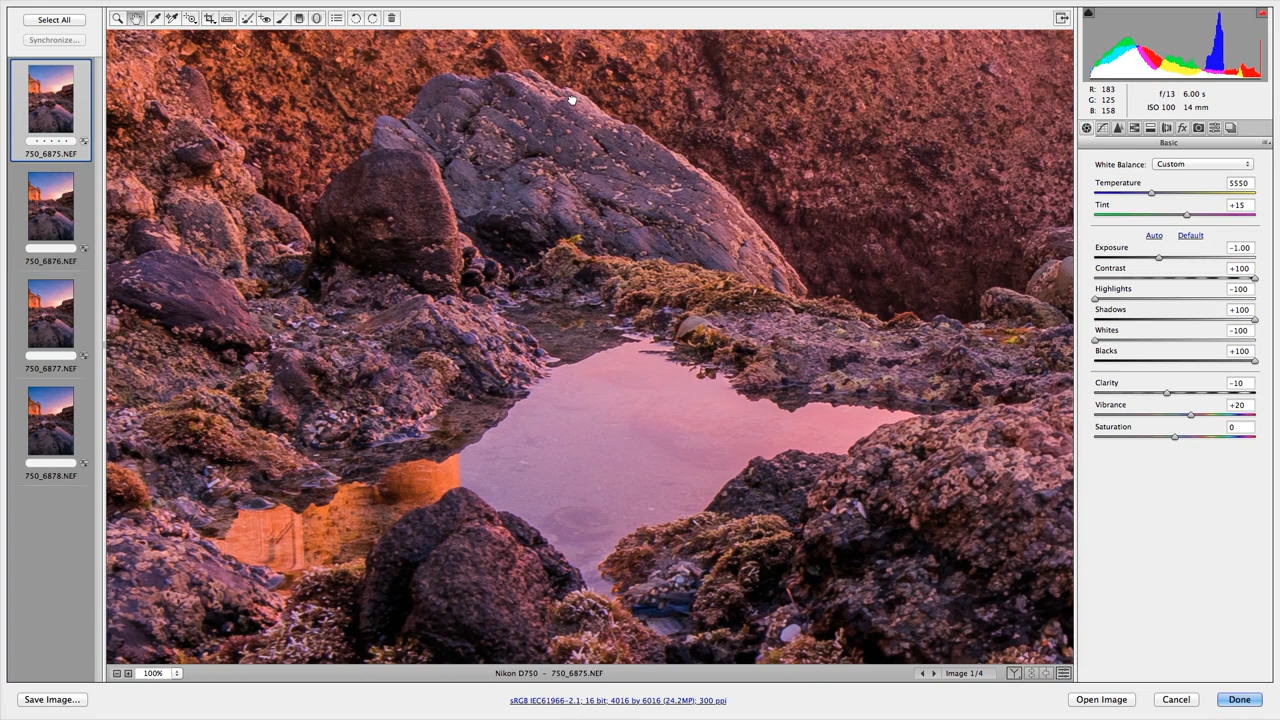 Select All
Synchronize...
750_6875.NEF
750_6876.NEF
750_6877.NEF
750_6878.NEF
R: 183
G: 125
B: 158
f/13 6.00 s
ISO 100 14 mm
Basic
White Balance: Custom
Temperature 5550
Tint +15
Auto Default
Exposure -1.00
Contrast +100
Highlights -100
Shadows +100
Whites -100
Blacks +100
Clarity -10
Vibrance +20
Saturation 0
100%
Nikon D750 - 750_6875.NEF
Image 1/4
Save Image...
sRGB IEC61966-2.1; 16 bit; 4016 by 6016 (24.2MP); 300 ppi
Open Image
Cancel
Done